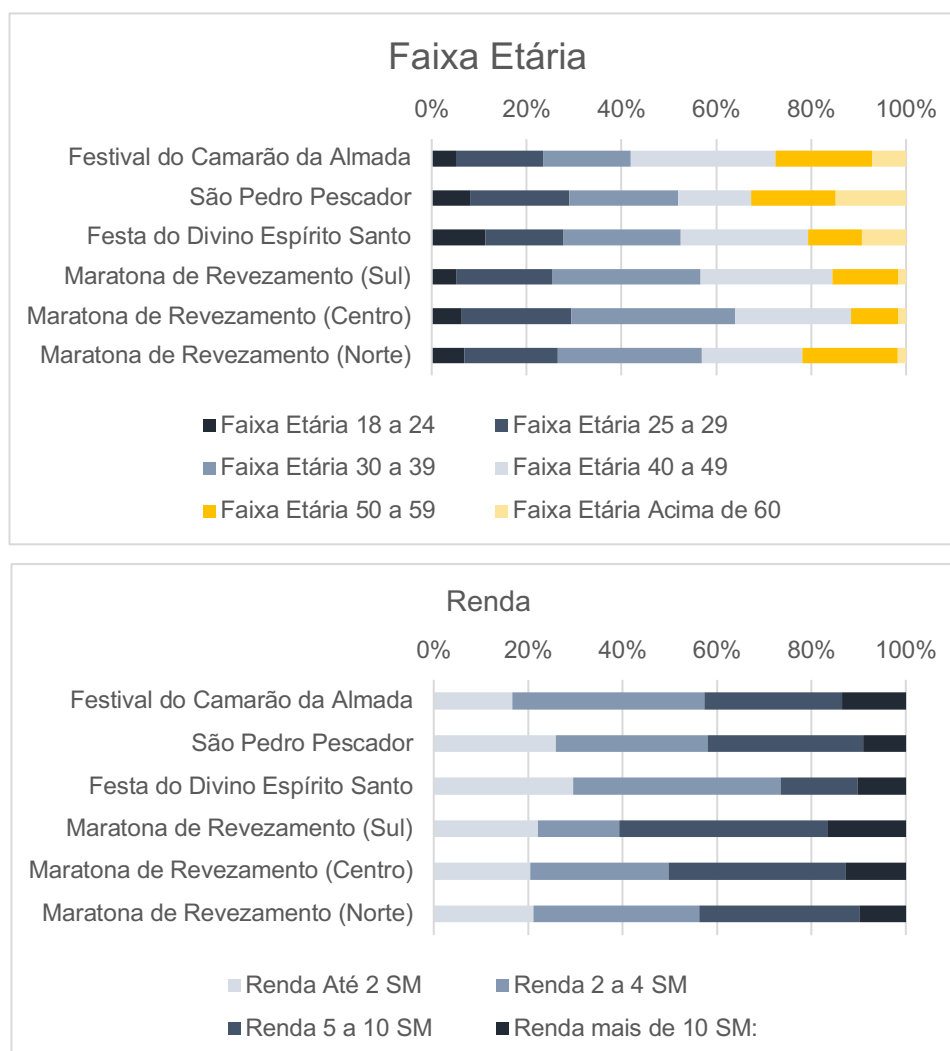 Faixa Etária
0% 20% 40% 60% 80% 100%
Festival do Camarão da Almada
São Pedro Pescador
Festa do Divino Espírito Santo
Maratona de Revezamento (Sul)
Maratona de Revezamento (Centro)
Maratona de Revezamento (Norte)
Faixa Etária 18 a 24 Faixa Etária 25 a 29
Faixa Etária 30 a 39 Faixa Etária 40 a 49
Faixa Etária 50 a 59 Faixa Etária Acima de 60
Renda
0% 20% 40% 60% 80% 100%
Festival do Camarão da Almada
São Pedro Pescador
Festa do Divino Espírito Santo
Maratona de Revezamento (Sul)
Maratona de Revezamento (Centro)
Maratona de Revezamento (Norte)
Renda Até 2 SM Renda 2 a 4 SM
Renda 5 a 10 SM Renda mais de 10 SM: